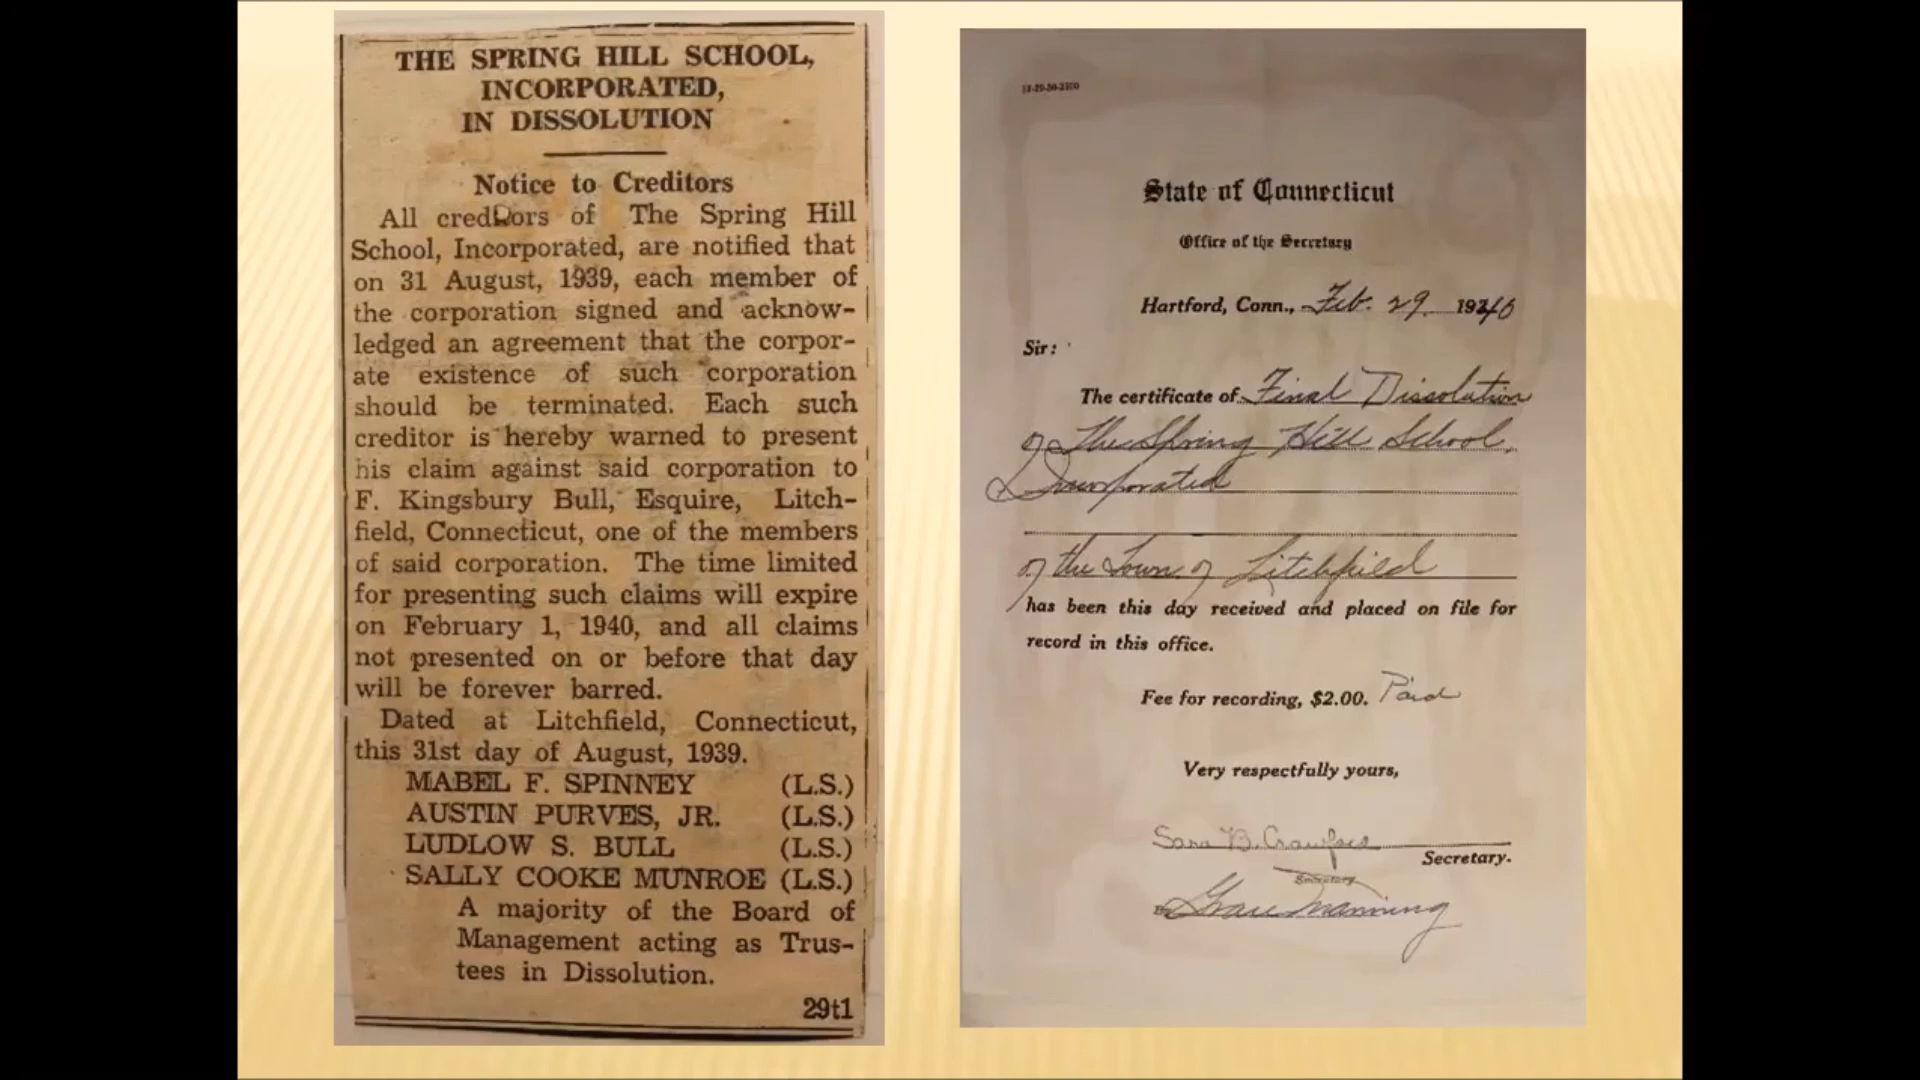 THE SPRING HILL SCHOOL,
INCORPORATED,
IN DISSOLUTION
Notice to Creditors
All creditors of The Spring Hill
School, Incorporated, are notified that
on 31 August, 1939, each member of
the corporation signed and acknow-
ledged an agreement that the corpor-
ate existence of such corporation
should be terminated. Each such
creditor is hereby warned to present
his claim against said corporation to
F. Kingsbury Bull, Esquire, Litch-
field, Connecticut, one of the members
of said corporation. The time limited
for presenting such claims will expire
on February 1, 1940, and all claims
not presented on or before that day
will be forever barred.
Dated at Litchfield, Connecticut,
this 31st day of August, 1939.
MABEL F. SPINNEY (L.S.)
AUSTIN PURVES, JR. (L.S.)
LUDLOW S. BULL (L.S.)
SALLY COOKE MUNROE (L.S.)
A majority of the Board of
Management acting as Trus-
tees in Dissolution.
29t1
State of Connecticut
Office of the Secretary
Hartford, Conn., Feb. 29 1940
Sir:
The certificate of Final Dissolution
of The Spring Hill School,
Incorporated
of the Town of Litchfield
has been this day received and placed on file for
record in this office.
Fee for recording, $2.00. Paid
Very respectfully yours,
Sara B. Crawford
Secretary.
Secretary
Grace Manning